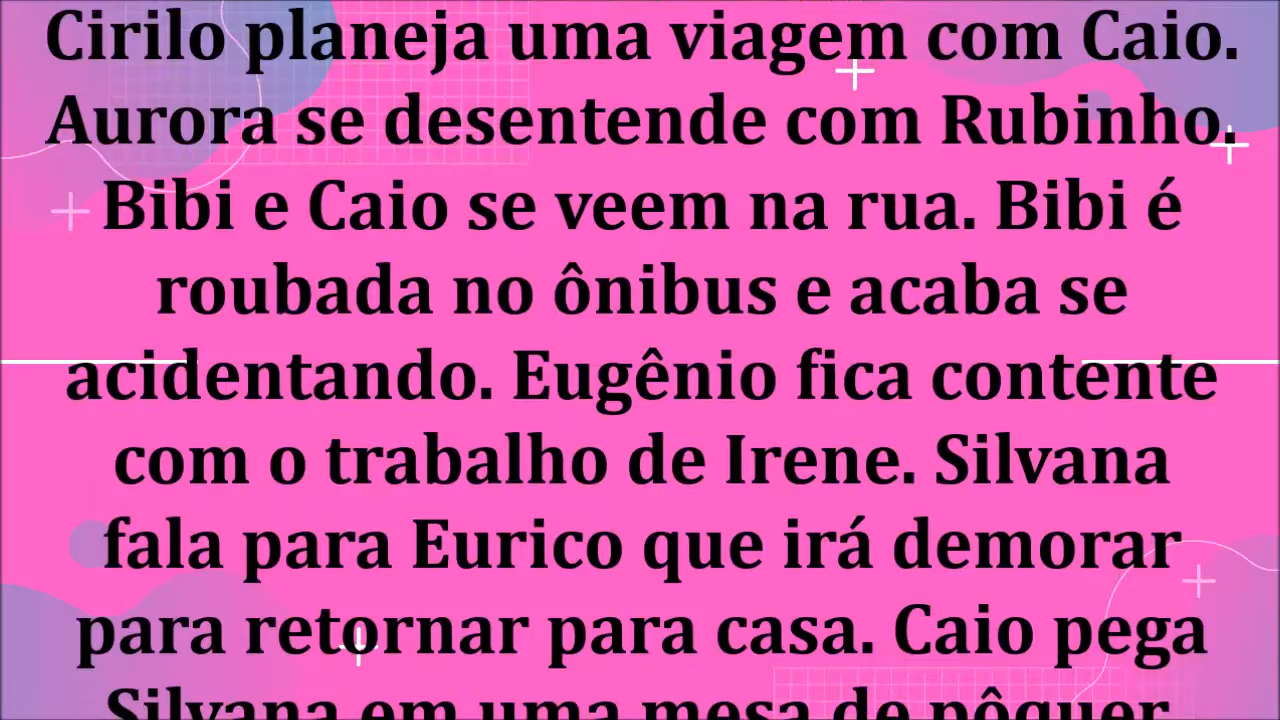 Cirilo planeja uma viagem com Caio.
Aurora se desentende com Rubinho.
Bibi e Caio se veem na rua. Bibi é
roubada no ônibus e acaba se
acidentando. Eugênio fica contente
com o trabalho de Irene. Silvana
fala para Eurico que irá demorar
para retornar para casa. Caio pega
Silvana em uma mesa de pôquer